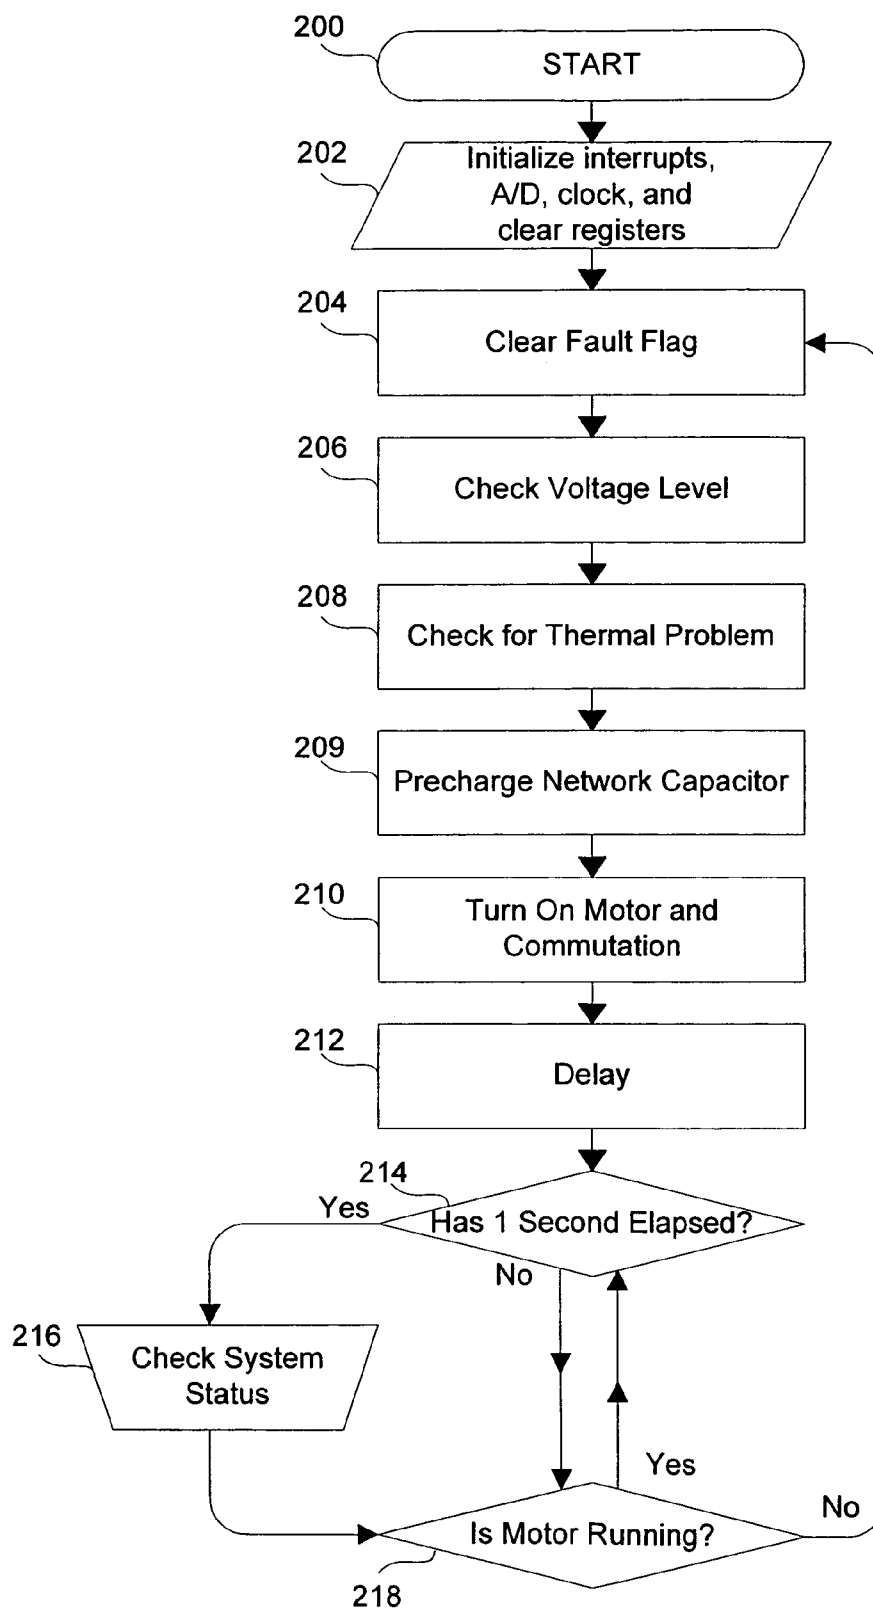 200
START
202
Initialize interrupts,
A/D, clock, and
clear registers
204
Clear Fault Flag
206
Check Voltage Level
208
Check for Thermal Problem
209
Precharge Network Capacitor
210
Turn On Motor and
Commutation
212
Delay
214
Yes
Has 1 Second Elapsed?
No
216
Check System
Status
Yes
No
Is Motor Running?
218